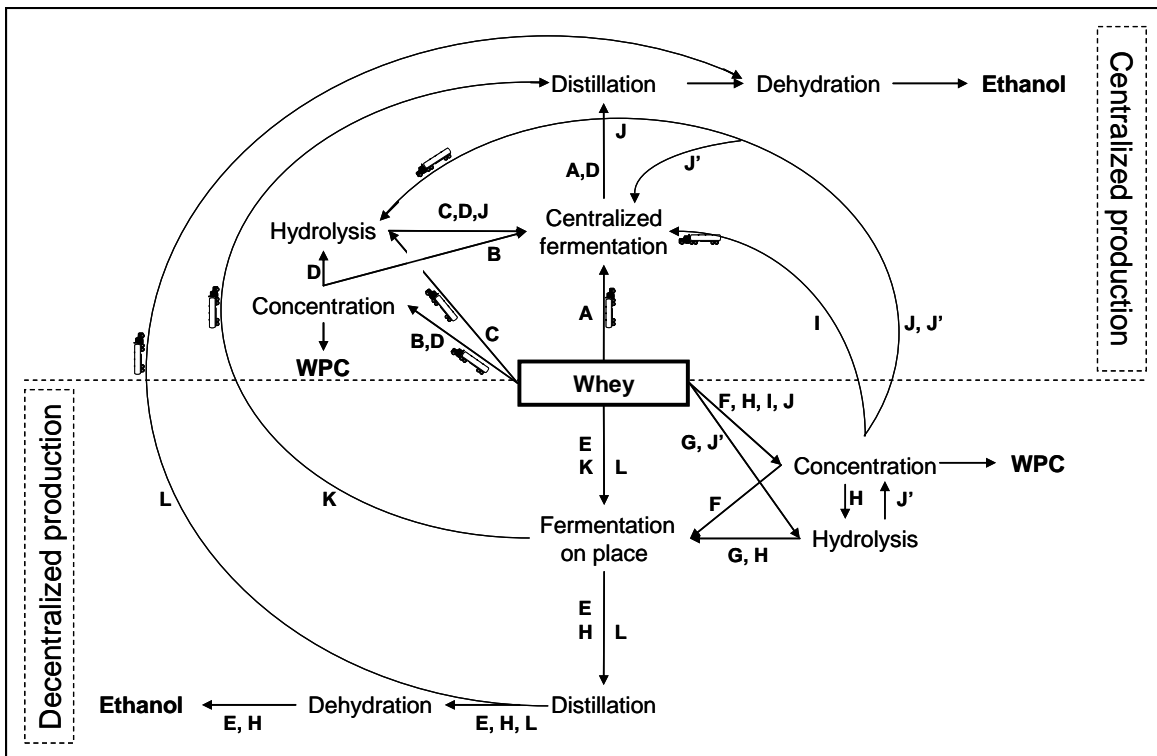 Centralized production
Distillation
Dehydration
Ethanol
J
A,D
J’
Hydrolysis
C,D,J
Centralized
fermentation
B
D
Concentration
A
I
J, J’
C
B,D
WPC
Whey
F, H, I, J
G, J’
E
K
L
Concentration
WPC
L
K
F
H
J’
Fermentation
on place
Hydrolysis
G, H
E
H
L
Decentralized production
Ethanol
Dehydration
Distillation
E, H
E, H, L